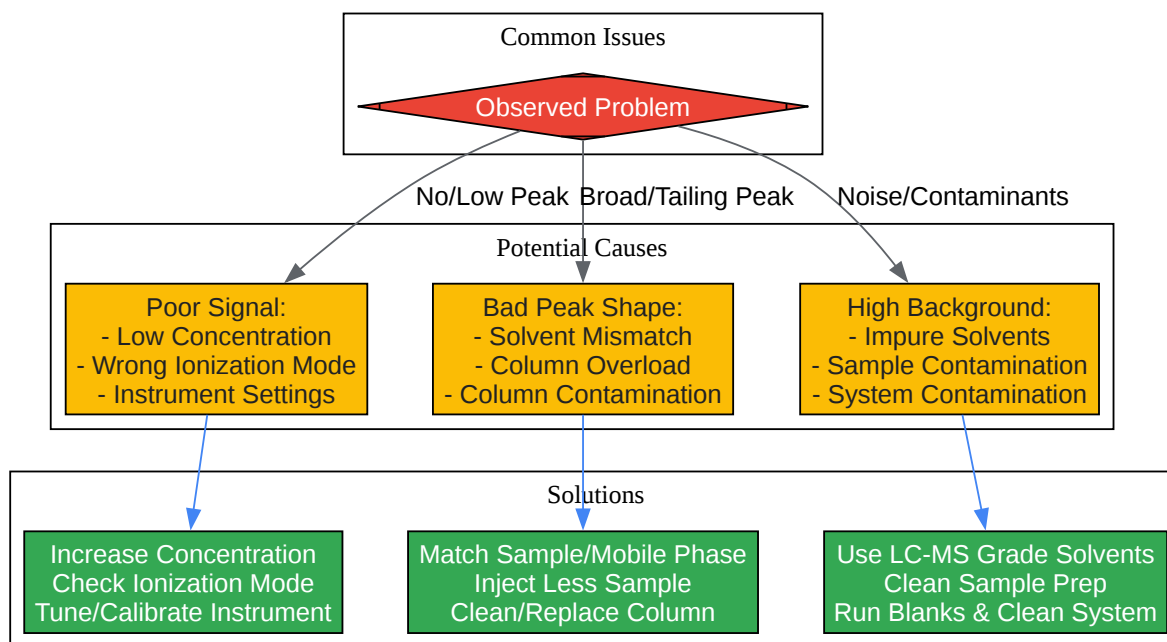 Common Issues
Observed Problem
No/Low Peak
Broad/Tailing Peak
Noise/Contaminants
Potential Causes
Poor Signal:
- Low Concentration
- Wrong Ionization Mode
- Instrument Settings
Bad Peak Shape:
- Solvent Mismatch
- Column Overload
- Column Contamination
High Background:
- Impure Solvents
- Sample Contamination
- System Contamination
Solutions
Increase Concentration
Check Ionization Mode
Tune/Calibrate Instrument
Match Sample/Mobile Phase
Inject Less Sample
Clean/Replace Column
Use LC-MS Grade Solvents
Clean Sample Prep
Run Blanks & Clean System